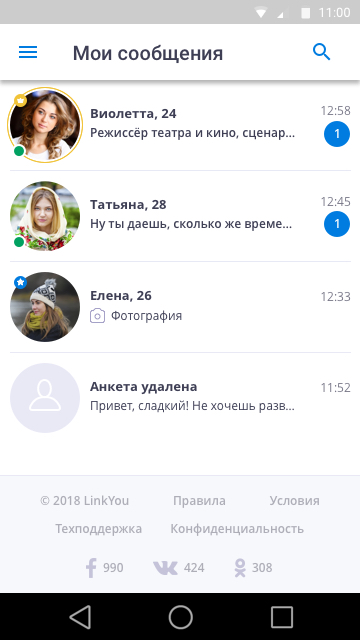 11:00
Мои сообщения
Виолетта, 24
12:58
Режиссёр театра и кино, сценар...
1
Татьяна, 28
12:45
Ну ты даешь, сколько же време...
1
Елена, 26
12:33
Фотография
Анкета удалена
11:52
Привет, сладкий! Не хочешь разв...
© 2018 LinkYou Правила Условия
Техподдержка Конфиденциальность
990 424 308